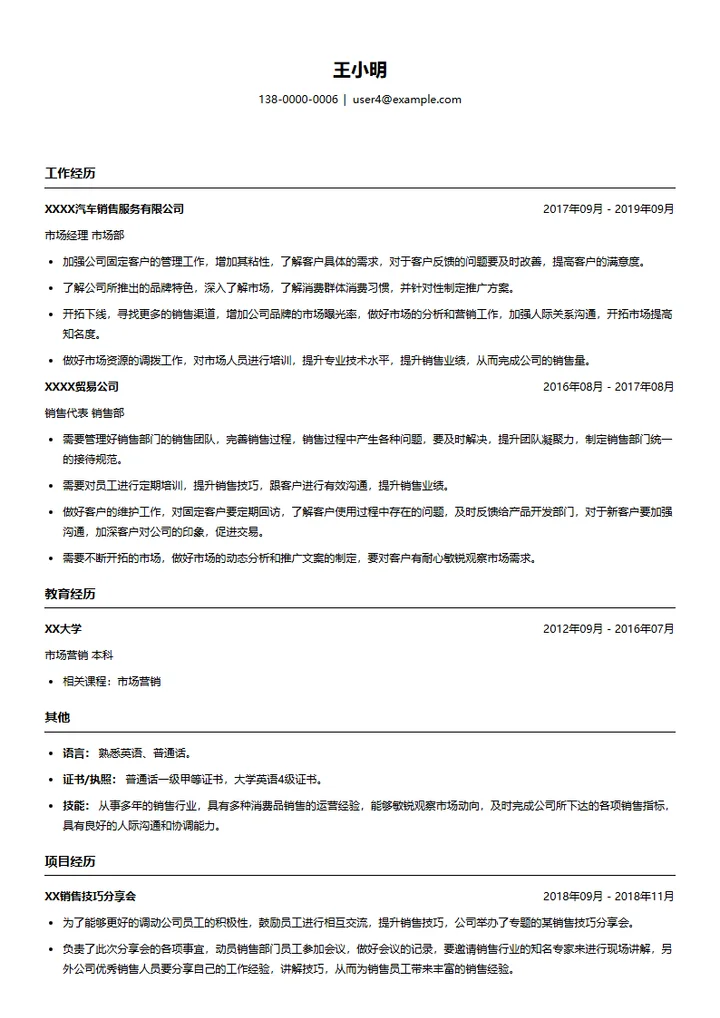 王小明
138-0000-0006 | user4@example.com
工作经历
XXXX汽车销售服务有限公司 2017年09月 - 2019年09月
市场经理 市场部
• 加强公司固定客户的管理工作，增加其粘性，了解客户具体的需求，对于客户反馈的问题要及时改善，提高客户的满意度。
• 了解公司所推出的品牌特色，深入了解市场，了解消费群体消费习惯，并针对性制定推广方案。
• 开拓下线，寻找更多的销售渠道，增加公司品牌的市场曝光率，做好市场的分析和营销工作，加强人际关系沟通，开拓市场提高
知名度。
• 做好市场资源的调拨工作，对市场人员进行培训，提升专业技术水平，提升销售业绩，从而完成公司的销售量。
XXXX贸易公司 2016年08月 - 2017年08月
销售代表 销售部
• 需要管理好销售部门的销售团队，完善销售过程，销售过程中产生各种问题，要及时解决，提升团队凝聚力，制定销售部门统一
的接待规范。
• 需要对员工进行定期培训，提升销售技巧，跟客户进行有效沟通，提升销售业绩。
• 做好客户的维护工作，对固定客户要定期回访，了解客户使用过程中存在的问题，及时反馈给产品开发部门，对于新客户要加强
沟通，加深客户对公司的印象，促进交易。
• 需要不断开拓的市场，做好市场的动态分析和推广文案的制定，要对客户有耐心敏锐观察市场需求。
教育经历
XX大学 2012年09月 - 2016年07月
市场营销 本科
• 相关课程：市场营销
其他
• 语言： 熟悉英语、普通话。
• 证书/执照： 普通话一级甲等证书，大学英语4级证书。
• 技能： 从事多年的销售行业，具有多种消费品销售的运营经验，能够敏锐观察市场动向，及时完成公司所下达的各项销售指标，
具有良好的人际沟通和协调能力。
项目经历
XX销售技巧分享会 2018年09月 - 2018年11月
• 为了能够更好的调动公司员工的积极性，鼓励员工进行相互交流，提升销售技巧，公司举办了专题的某销售技巧分享会。
• 负责了此次分享会的各项事宜，动员销售部门员工参加会议，做好会议的记录，要邀请销售行业的知名专家来进行现场讲解，另
外公司优秀销售人员要分享自己的工作经验，讲解技巧，从而为销售员工带来丰富的销售经验。